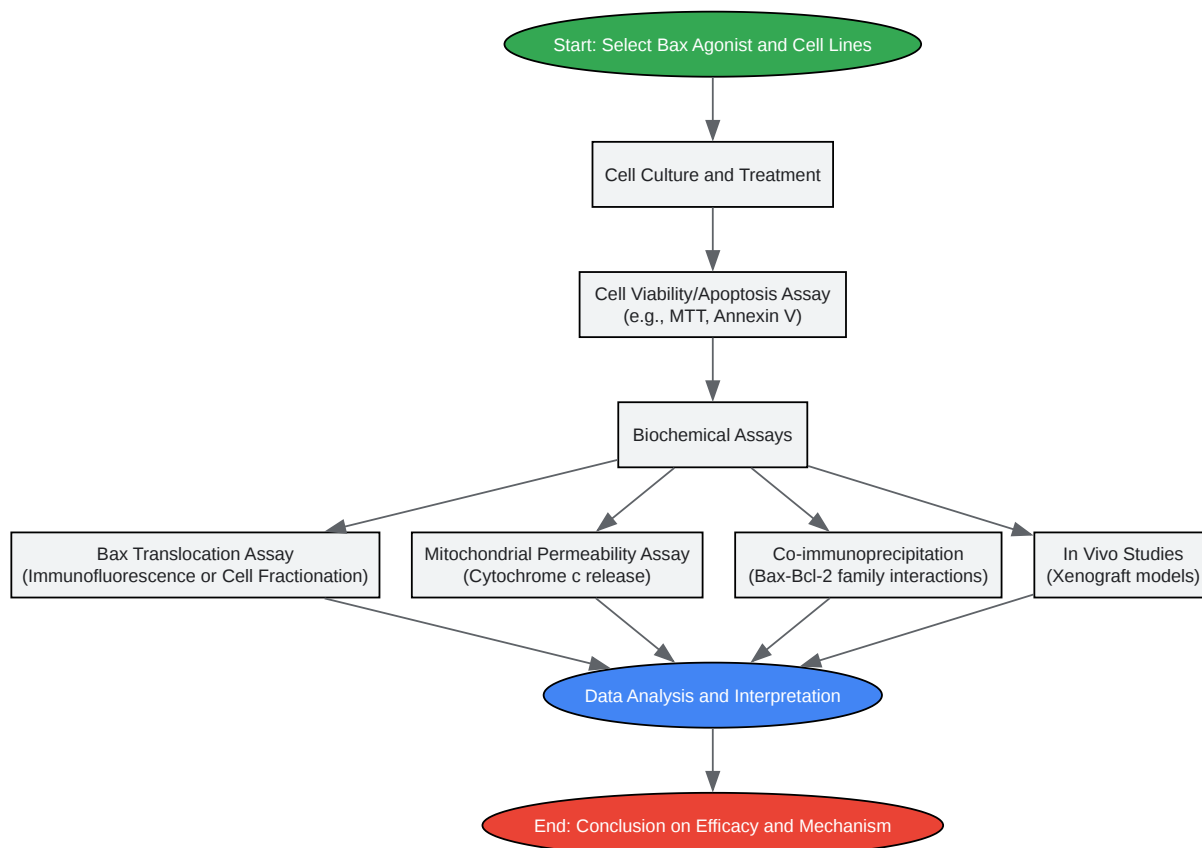 Start: Select Bax Agonist and Cell Lines
Cell Culture and Treatment
Cell Viability/Apoptosis Assay
(e.g., MTT, Annexin V)
Biochemical Assays
Bax Translocation Assay
(Immunofluorescence or Cell Fractionation)
Mitochondrial Permeability Assay
(Cytochrome c release)
Co-immunoprecipitation
(Bax-Bcl-2 family interactions)
In Vivo Studies
(Xenograft models)
Data Analysis and Interpretation
End: Conclusion on Efficacy and Mechanism